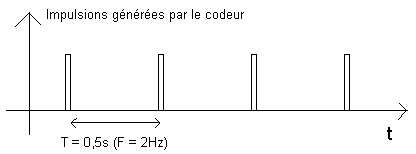 Impulsions générées par le codeur
t
T = 0,5s (F = 2Hz)